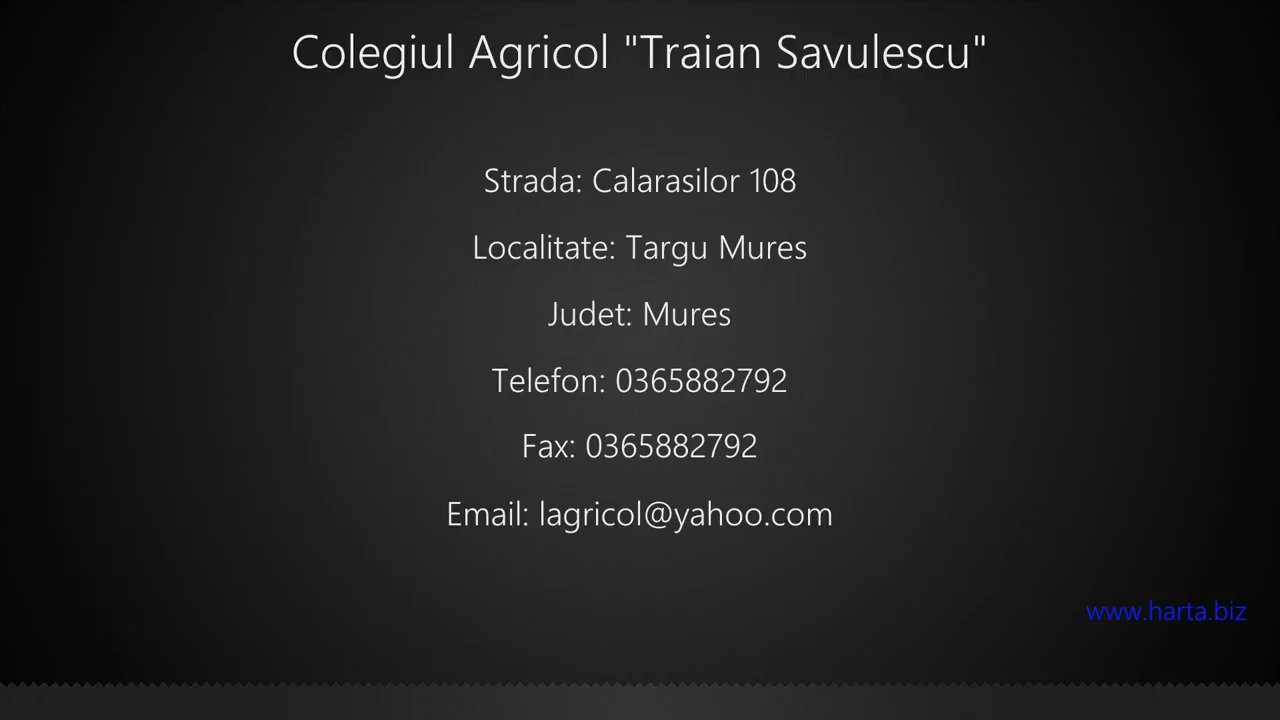 Colegiul Agricol "Traian Savulescu"
Strada: Calarasilor 108
Localitate: Targu Mures
Judet: Mures
Telefon: 0365882792
Fax: 0365882792
Email: lagricol@yahoo.com
www.harta.biz